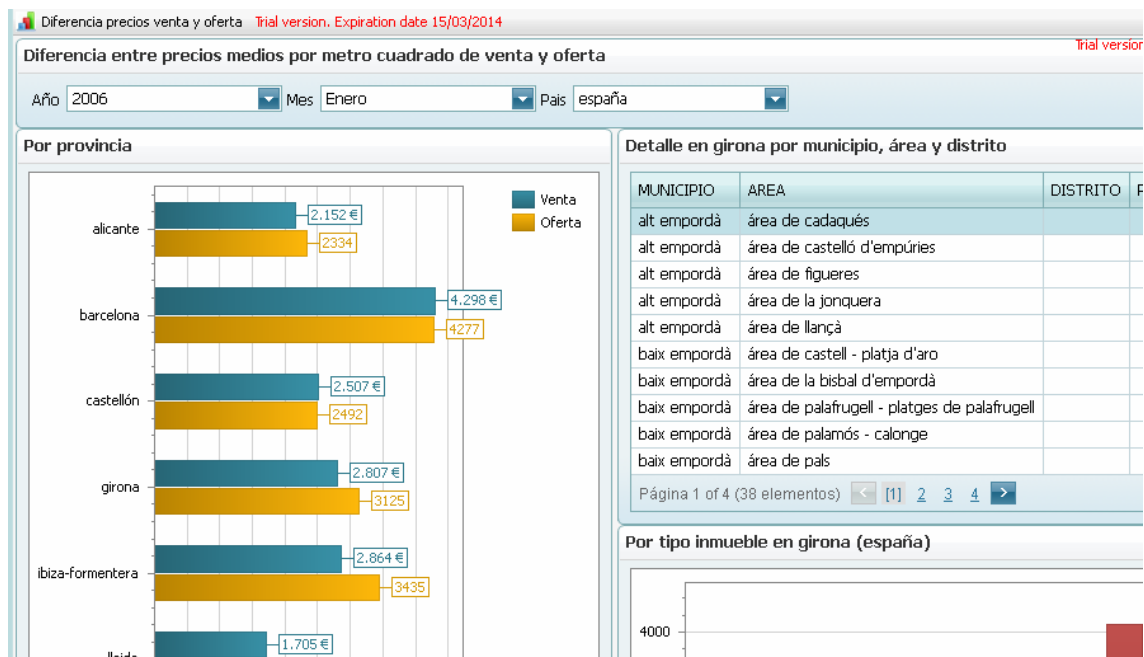 Diferencia precios venta y oferta Trial version. Expiration date 15/03/2014
Trial version
Diferencia entre precios medios por metro cuadrado de venta y oferta
Año 2006 Mes Enero Pais españa
Por provincia
Venta
Oferta
alicante
2.152 €
2334
barcelona
4.298 €
4277
castellón
2.507 €
2492
girona
2.807 €
3125
ibiza-formentera
2.864 €
3435
1.705 €
Detalle en girona por municipio, área y distrito
MUNICIPIO AREA DISTRITO P
alt empordà área de cadaqués
alt empordà área de castelló d'empúries
alt empordà área de figueres
alt empordà área de la jonquera
alt empordà área de llançà
baix empordà área de castell - platja d'aro
baix empordà área de la bisbal d'empordà
baix empordà área de palafrugell - platges de palafrugell
baix empordà área de palamós - calonge
baix empordà área de pals
Página 1 of 4 (38 elementos) < [1] 2 3 4 >
Por tipo inmueble en girona (españa)
4000